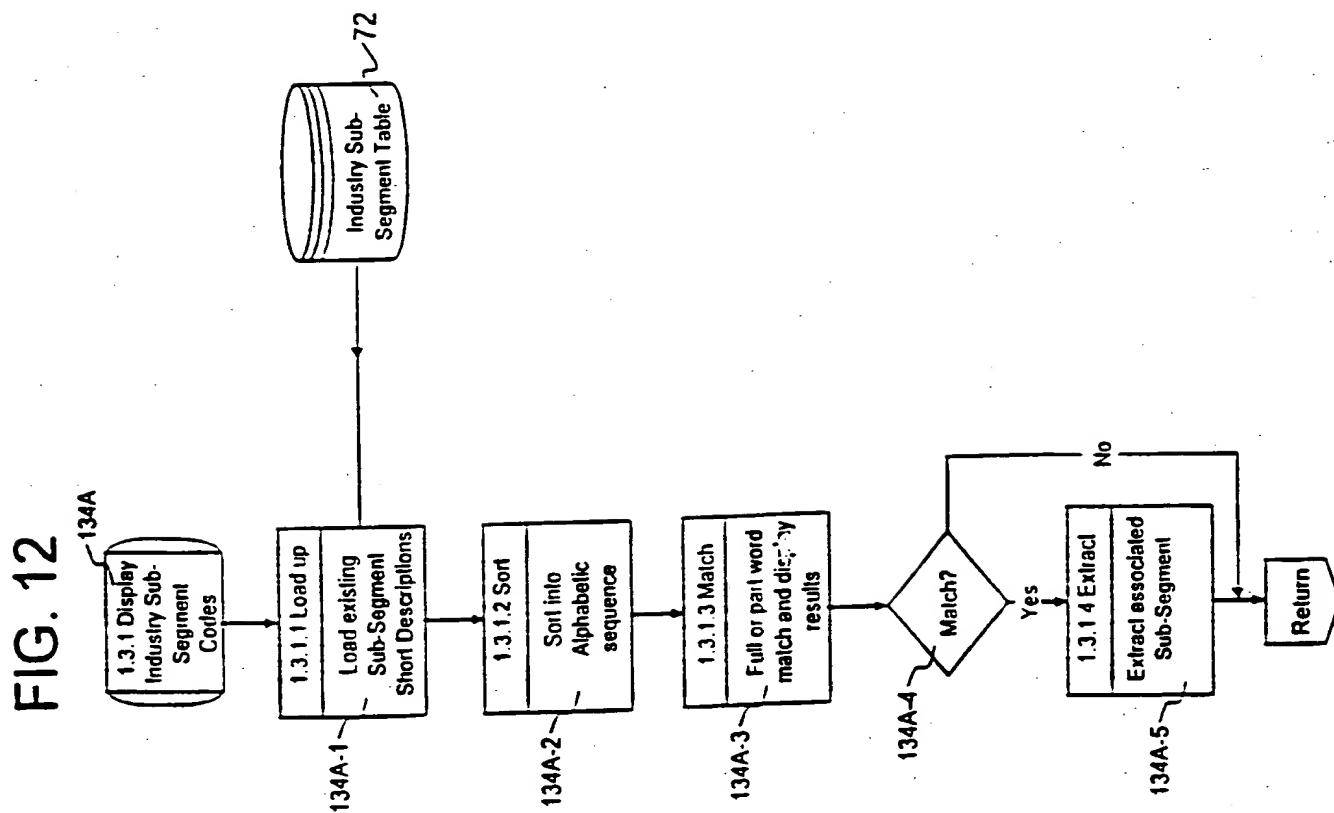 FIG. 12
134A
1.3.1 Display
Industry Sub-
Segment
Codes
72
Industry Sub-
Segment Table
1.3.1.1 Load up
Load existing
Sub-Segment
Short Descriptions
134A-1
1.3.1.2 Sort
Sort into
Alphabetic
sequence
134A-2
1.3.1.3 Match
Full or part word
match and display
results
134A-3
Match?
134A-4
No
Yes
1.3.1 4 Extract
Extract associated
Sub-Segment
134A-5
Return